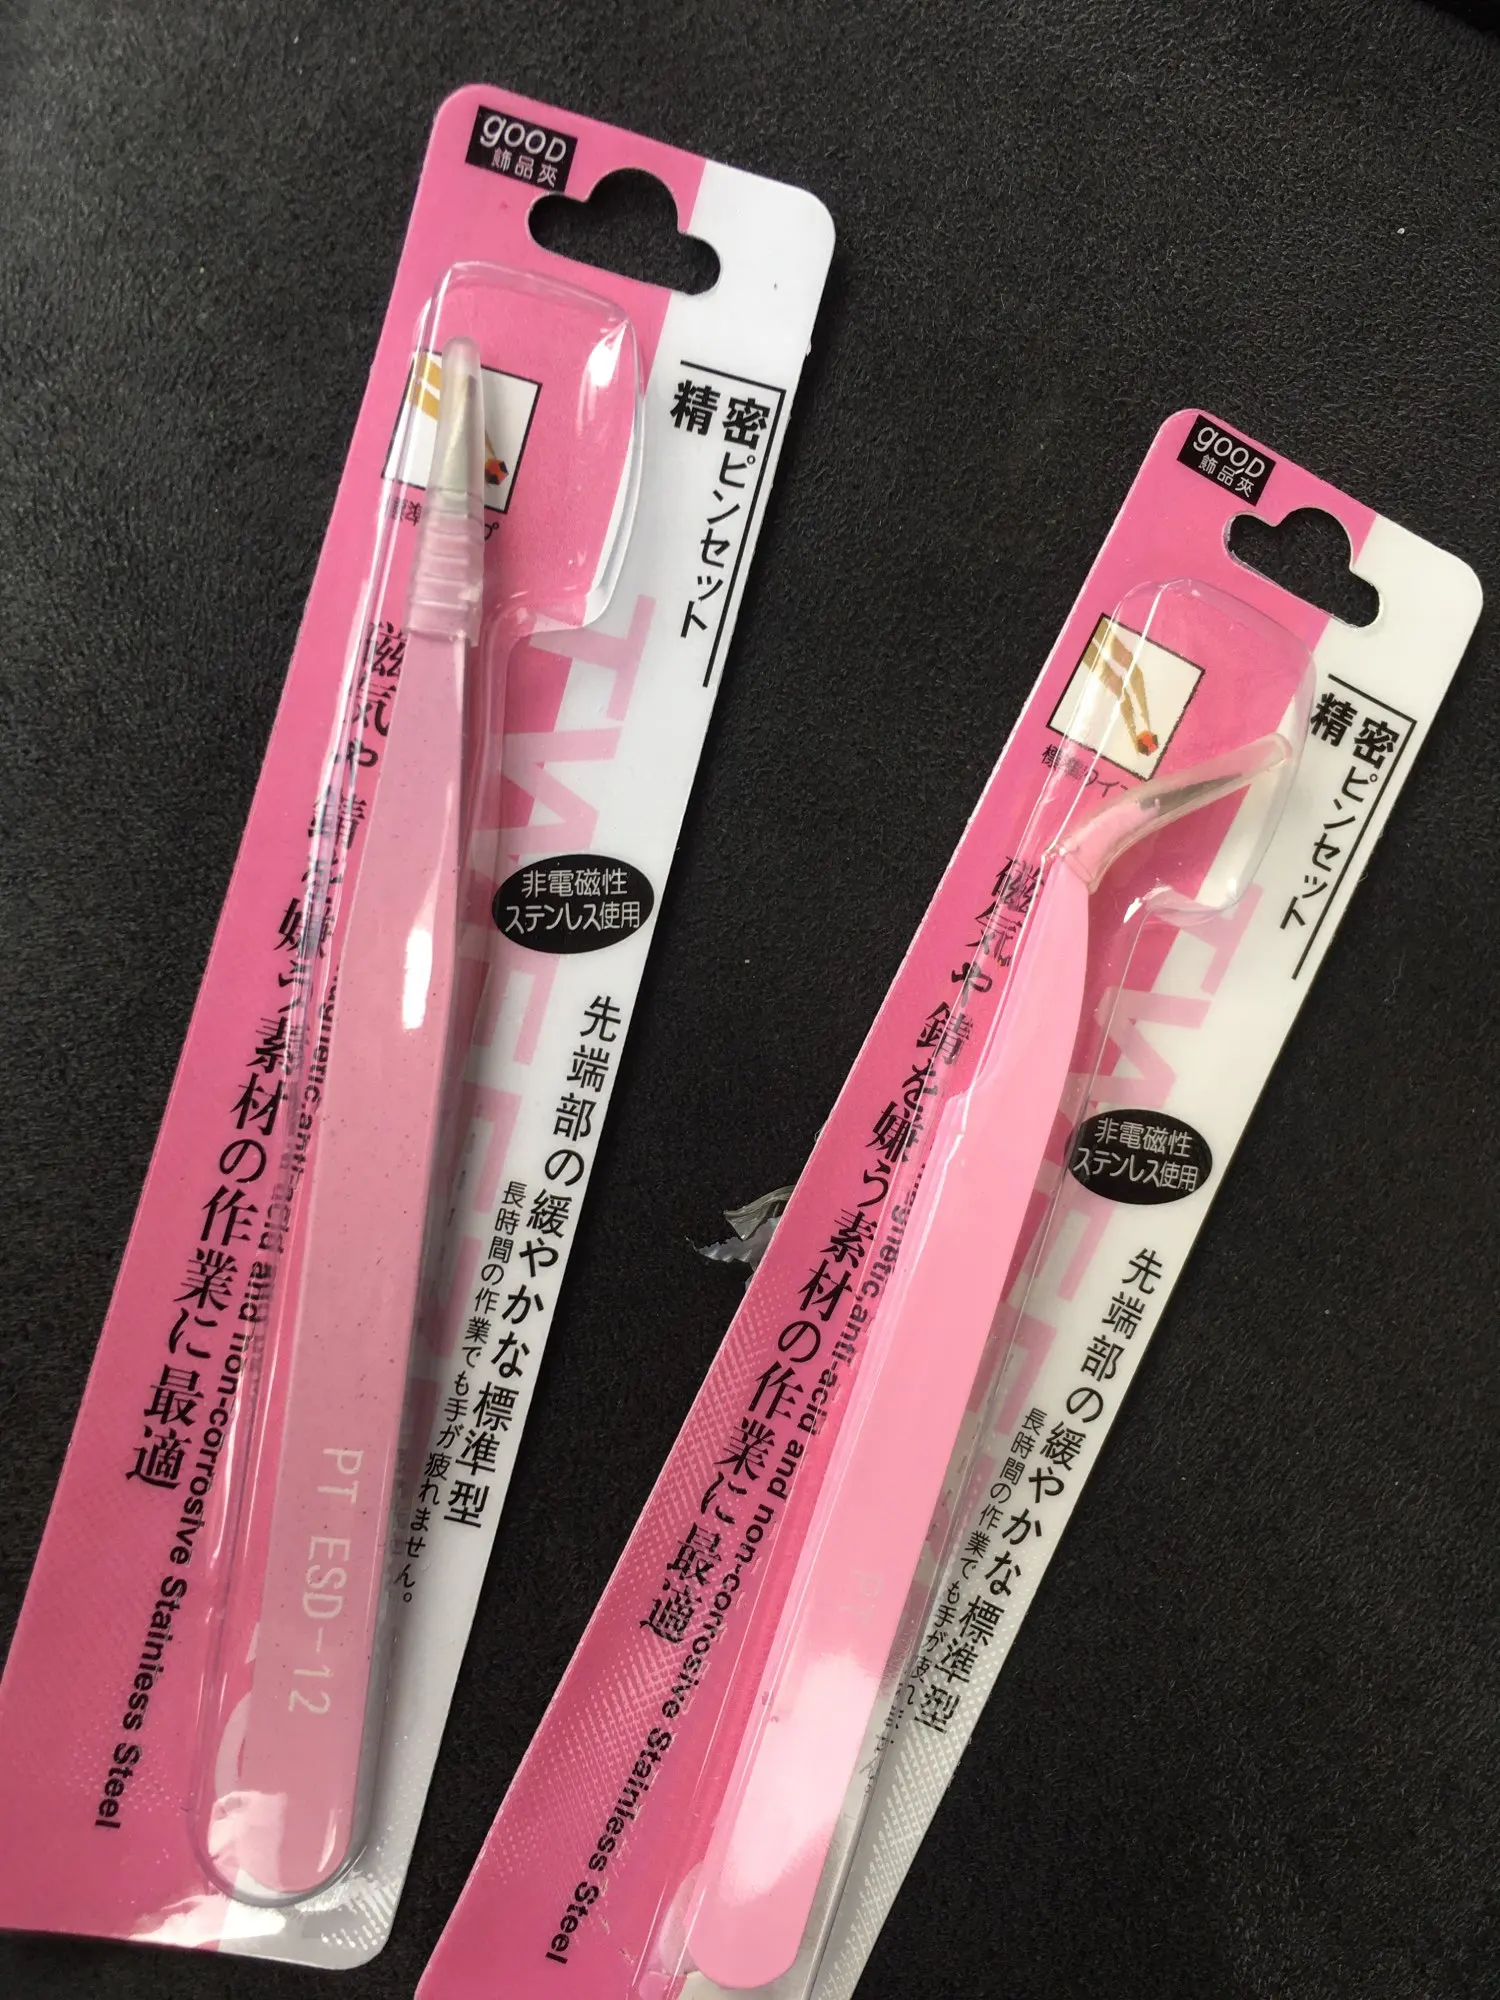 gooD
飾品夾
精密ピンセット
磁気や錆を嫌う素材の作業に最適
anti-acid and non-corrosive Stainless Steel
非電磁性
ステンレス使用
先端部の緩やかな標準型
長時間の作業でも手が疲れません。
PT ESD-12
gooD
飾品夾
精密ピンセット
磁気や錆を嫌う素材の作業に最適
anti-acid and non-corrosive Stainless Steel
非電磁性
ステンレス使用
先端部の緩やかな標準型
長時間の作業でも手が